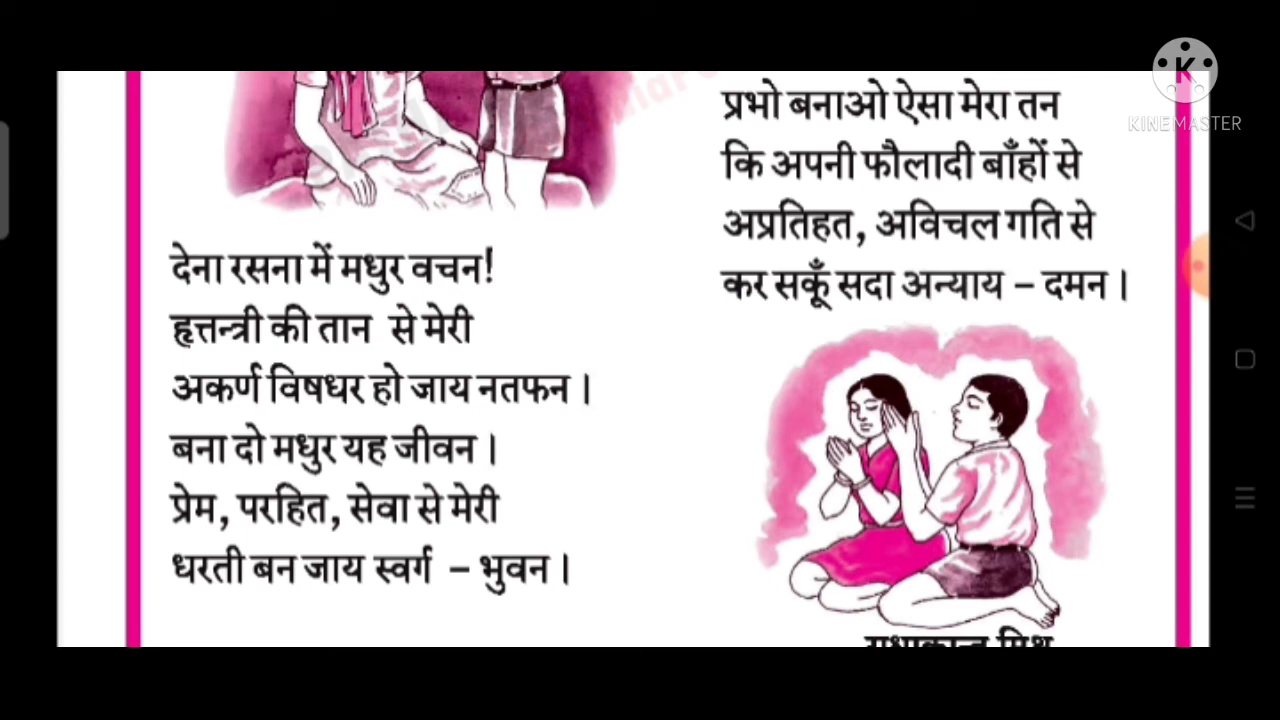 देना रसना में मधुर वचन!
हृत्तन्त्री की तान से मेरी
अकर्ण विषधर हो जाय नतफन ।
बना दो मधुर यह जीवन ।
प्रेम, परहित, सेवा से मेरी
धरती बन जाय स्वर्ग – भुवन ।
प्रभो बनाओ ऐसा मेरा तन
कि अपनी फौलादी बाँहों से
अप्रतिहत, अविचल गति से
कर सकूँ सदा अन्याय – दमन ।
K
KINEMASTER